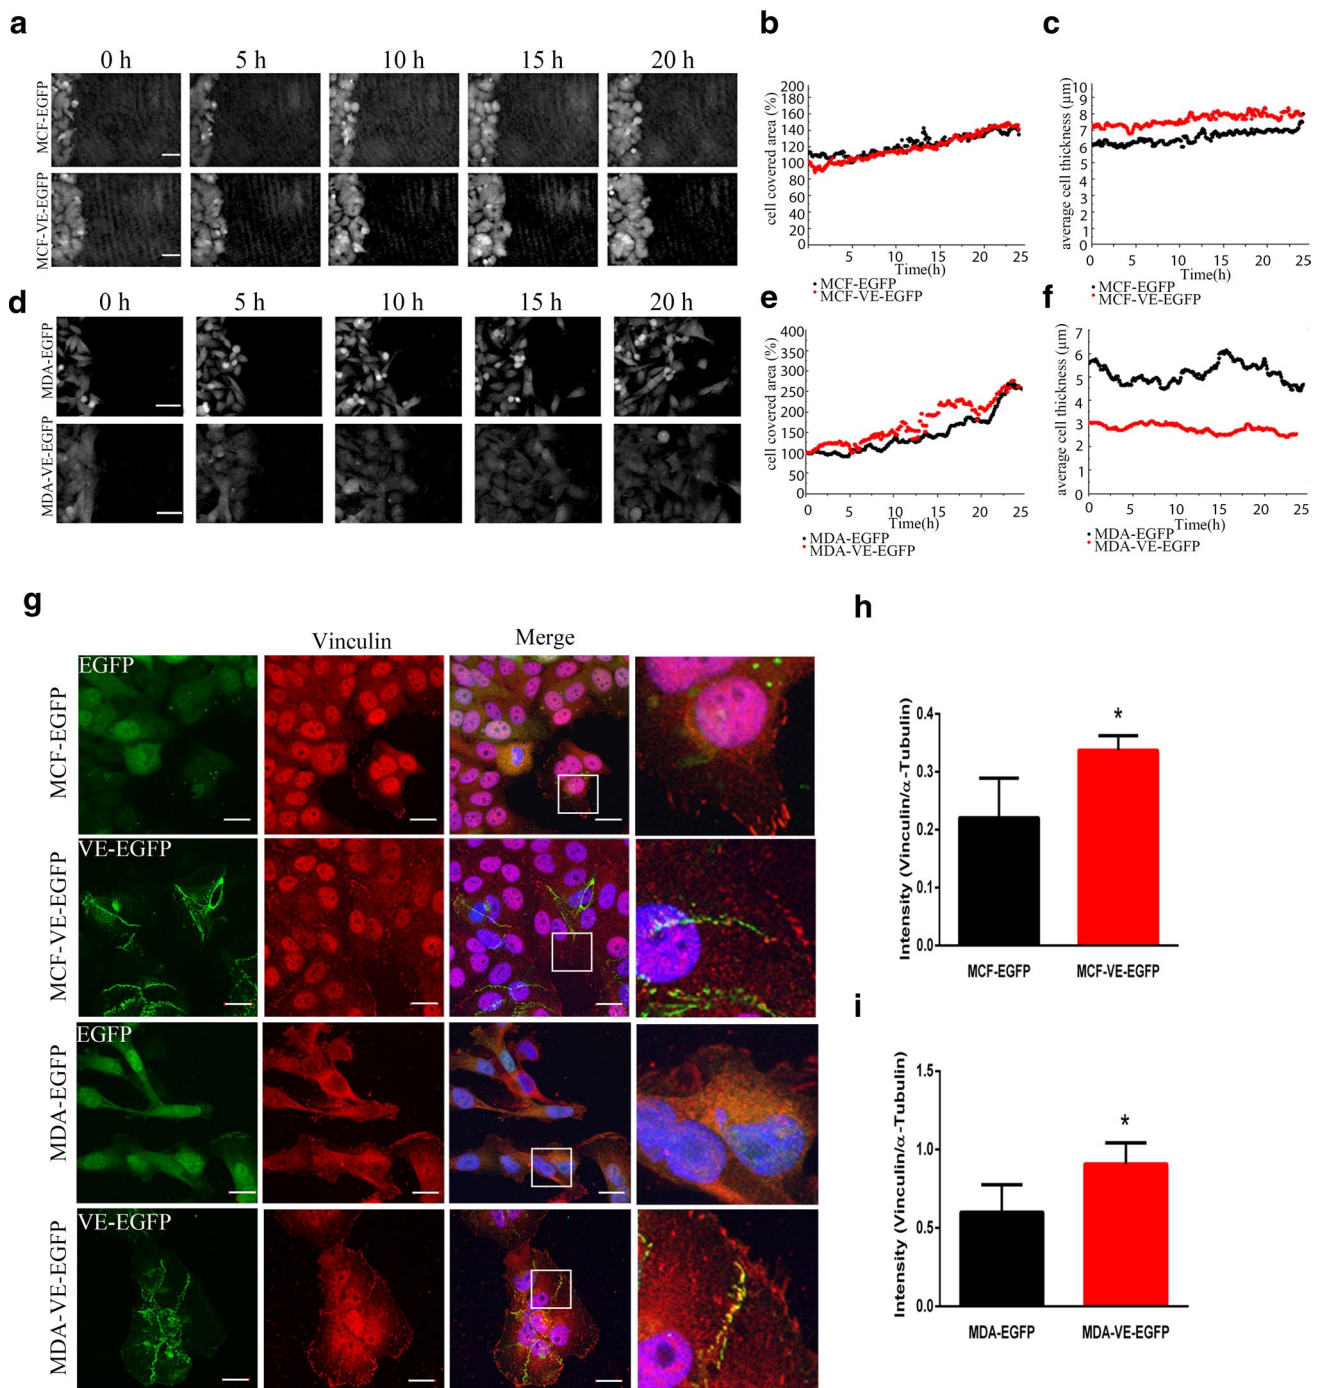 a
0 h 5 h 10 h 15 h 20 h
MCF-EGFP
MCF-VE-EGFP
b
cell covered area (%)
200
180
160
140
120
100
80
60
40
20
0
5 10 15 20 25
Time(h)
MCF-EGFP
MCF-VE-EGFP
c
average cell thickness (µm)
10
9
8
7
6
5
4
3
2
1
0
0 5 10 15 20 25
Time(h)
MCF-EGFP
MCF-VE-EGFP
d
0 h 5 h 10 h 15 h 20 h
MDA-EGFP
MDA-VE-EGFP
e
cell covered area (%)
400
350
300
250
200
150
100
50
0
0 5 10 15 20 25
Time(h)
MDA-EGFP
MDA-VE-EGFP
f
average cell thickness (µm)
7
6
5
4
3
2
1
0
0 5 10 15 20 25
Time(h)
MDA-EGFP
MDA-VE-EGFP
g
Vinculin Merge
MCF-EGFP
EGFP
MCF-VE-EGFP
VE-EGFP
MDA-EGFP
EGFP
MDA-VE-EGFP
VE-EGFP
h
Intensity (Vinculin/α-Tubulin)
0.4
0.3
0.2
0.1
0.0
*
MCF-EGFP MCF-VE-EGFP
i
Intensity (Vinculin/α-Tubulin)
1.5
1.0
0.5
0.0
*
MDA-EGFP MDA-VE-EGFP